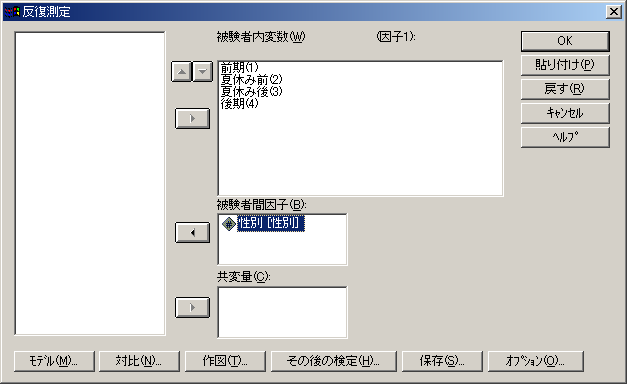 反復測定
被験者内変数(W) (因子1):
前期(1)
夏休み前(2)
夏休み後(3)
後期(4)
OK
貼り付け(P)
戻す(R)
ｷｬﾝｾﾙ
ﾍﾙﾌﾟ
被験者間因子(B):
性別 [性別]
共変量(C):
ﾓﾃﾞﾙ(M)... 対比(N)... 作図(T)... その後の検定(H)... 保存(S)... ｵﾌﾟｼｮﾝ(O)...